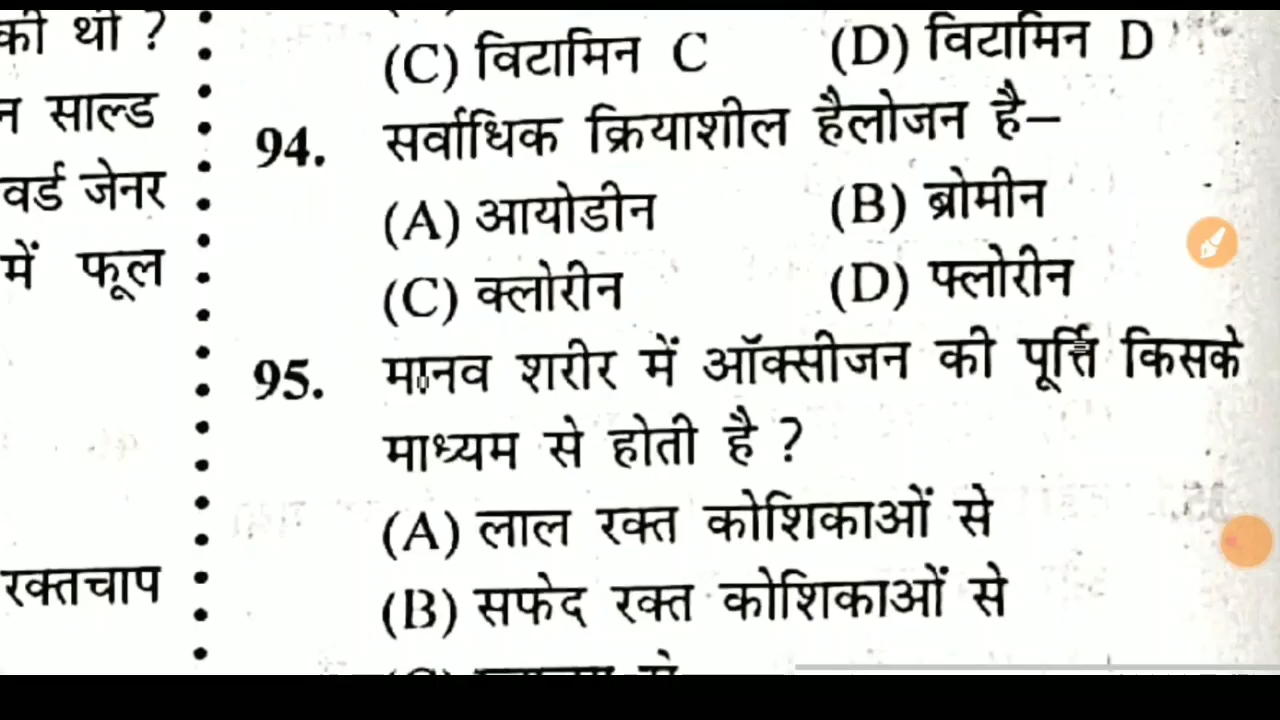 की थी ?
न साल्ड
वर्ड जेनर
में फूल
रक्तचाप
(C) विटामिन C (D) विटामिन D
94. सर्वाधिक क्रियाशील हैलोजन है–
(A) आयोडीन (B) ब्रोमीन
(C) क्लोरीन (D) फ्लोरीन
95. मानव शरीर में ऑक्सीजन की पूर्त्ति किसके
माध्यम से होती है ?
(A) लाल रक्त कोशिकाओं से
(B) सफेद रक्त कोशिकाओं से